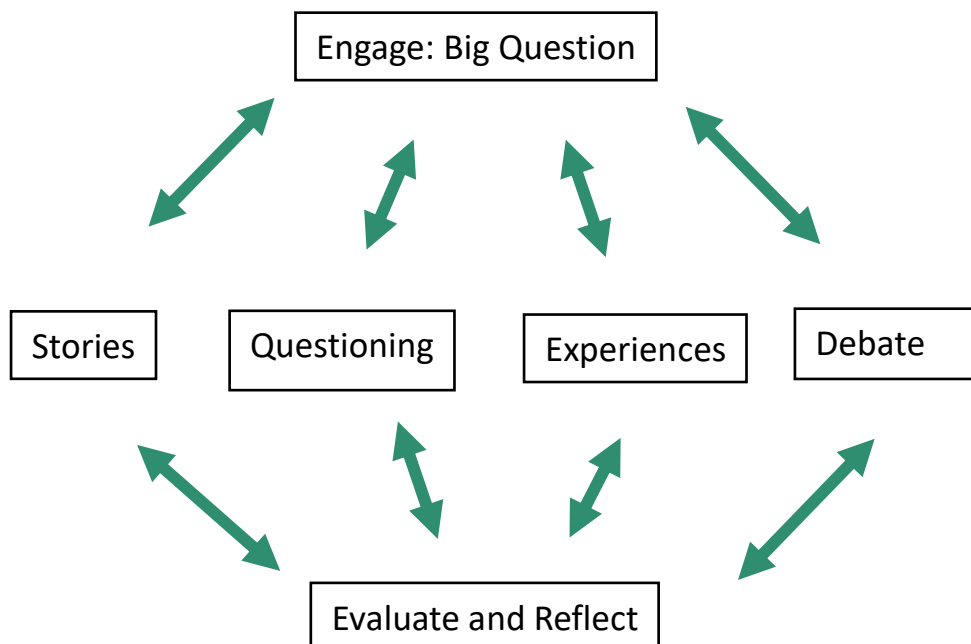 Engage: Big Question
Stories
Questioning
Experiences
Debate
Evaluate and Reflect